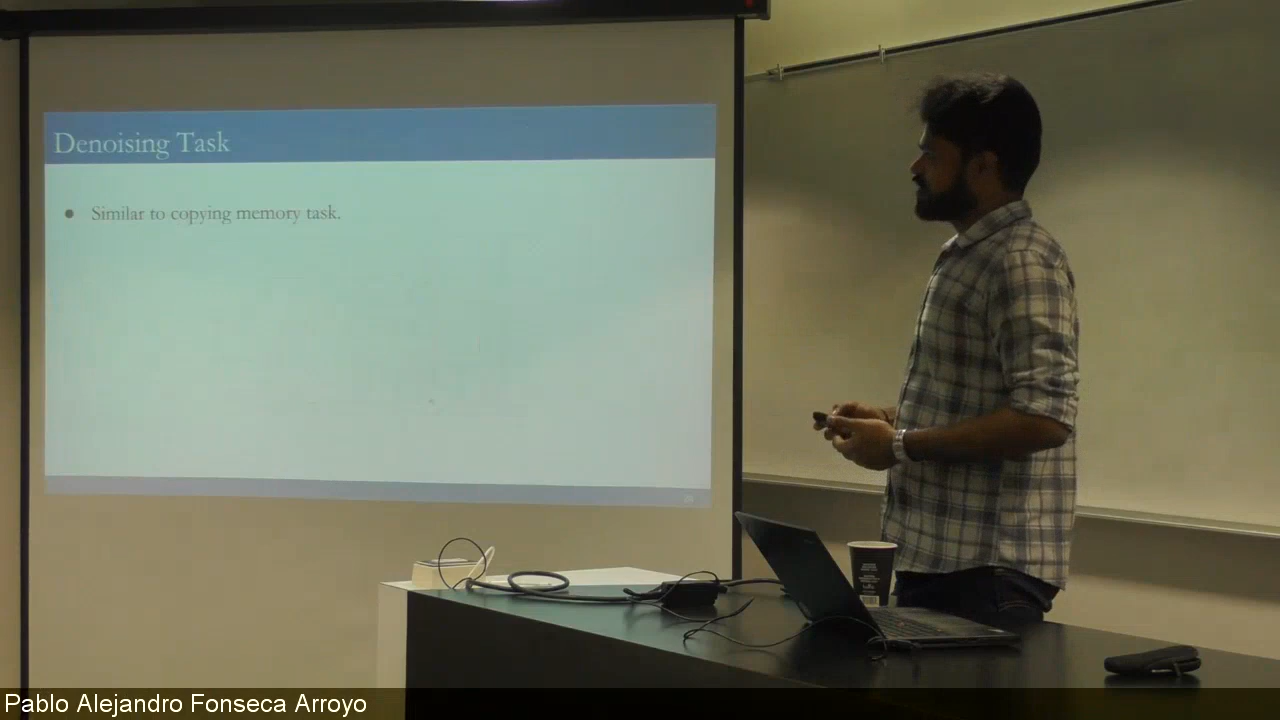 Denoising Task
● Similar to copying memory task.
Pablo Alejandro Fonseca Arroyo